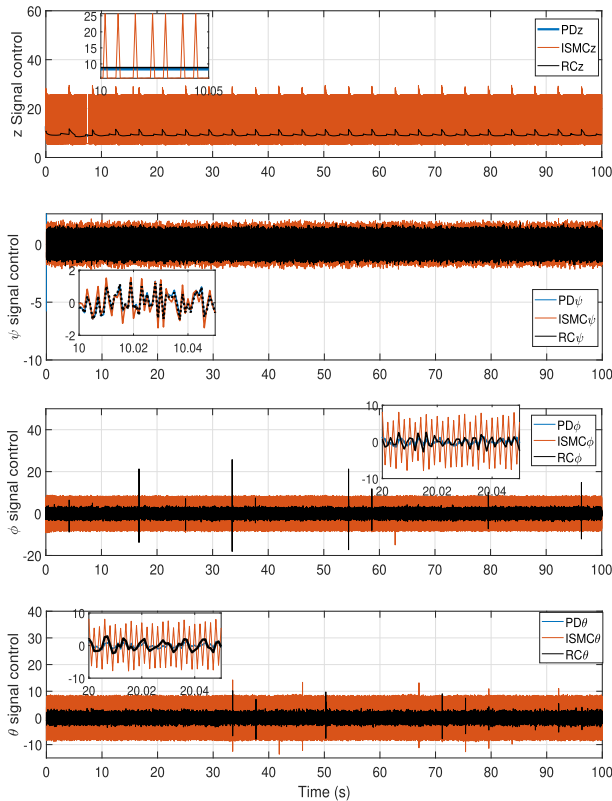 60
40
20
0
z Signal control
10
15
20
25
10
10.05
PDz
ISMCz
RCz
0 10 20 30 40 50 60 70 80 90 100
0
-5
-10
ψ signal control
2
0
-2
10 10.02 10.04
PDψ
ISMCψ
RCψ
0 10 20 30 40 50 60 70 80 90 100
40
20
0
-20
ϕ signal control
10
0
-10
20 20.02 20.04
PDϕ
ISMCϕ
RCϕ
0 10 20 30 40 50 60 70 80 90 100
40
30
20
10
0
-10
θ signal control
10
0
-10
20 20.02 20.04
PDθ
ISMCθ
RCθ
0 10 20 30 40 50 60 70 80 90 100
Time (s)